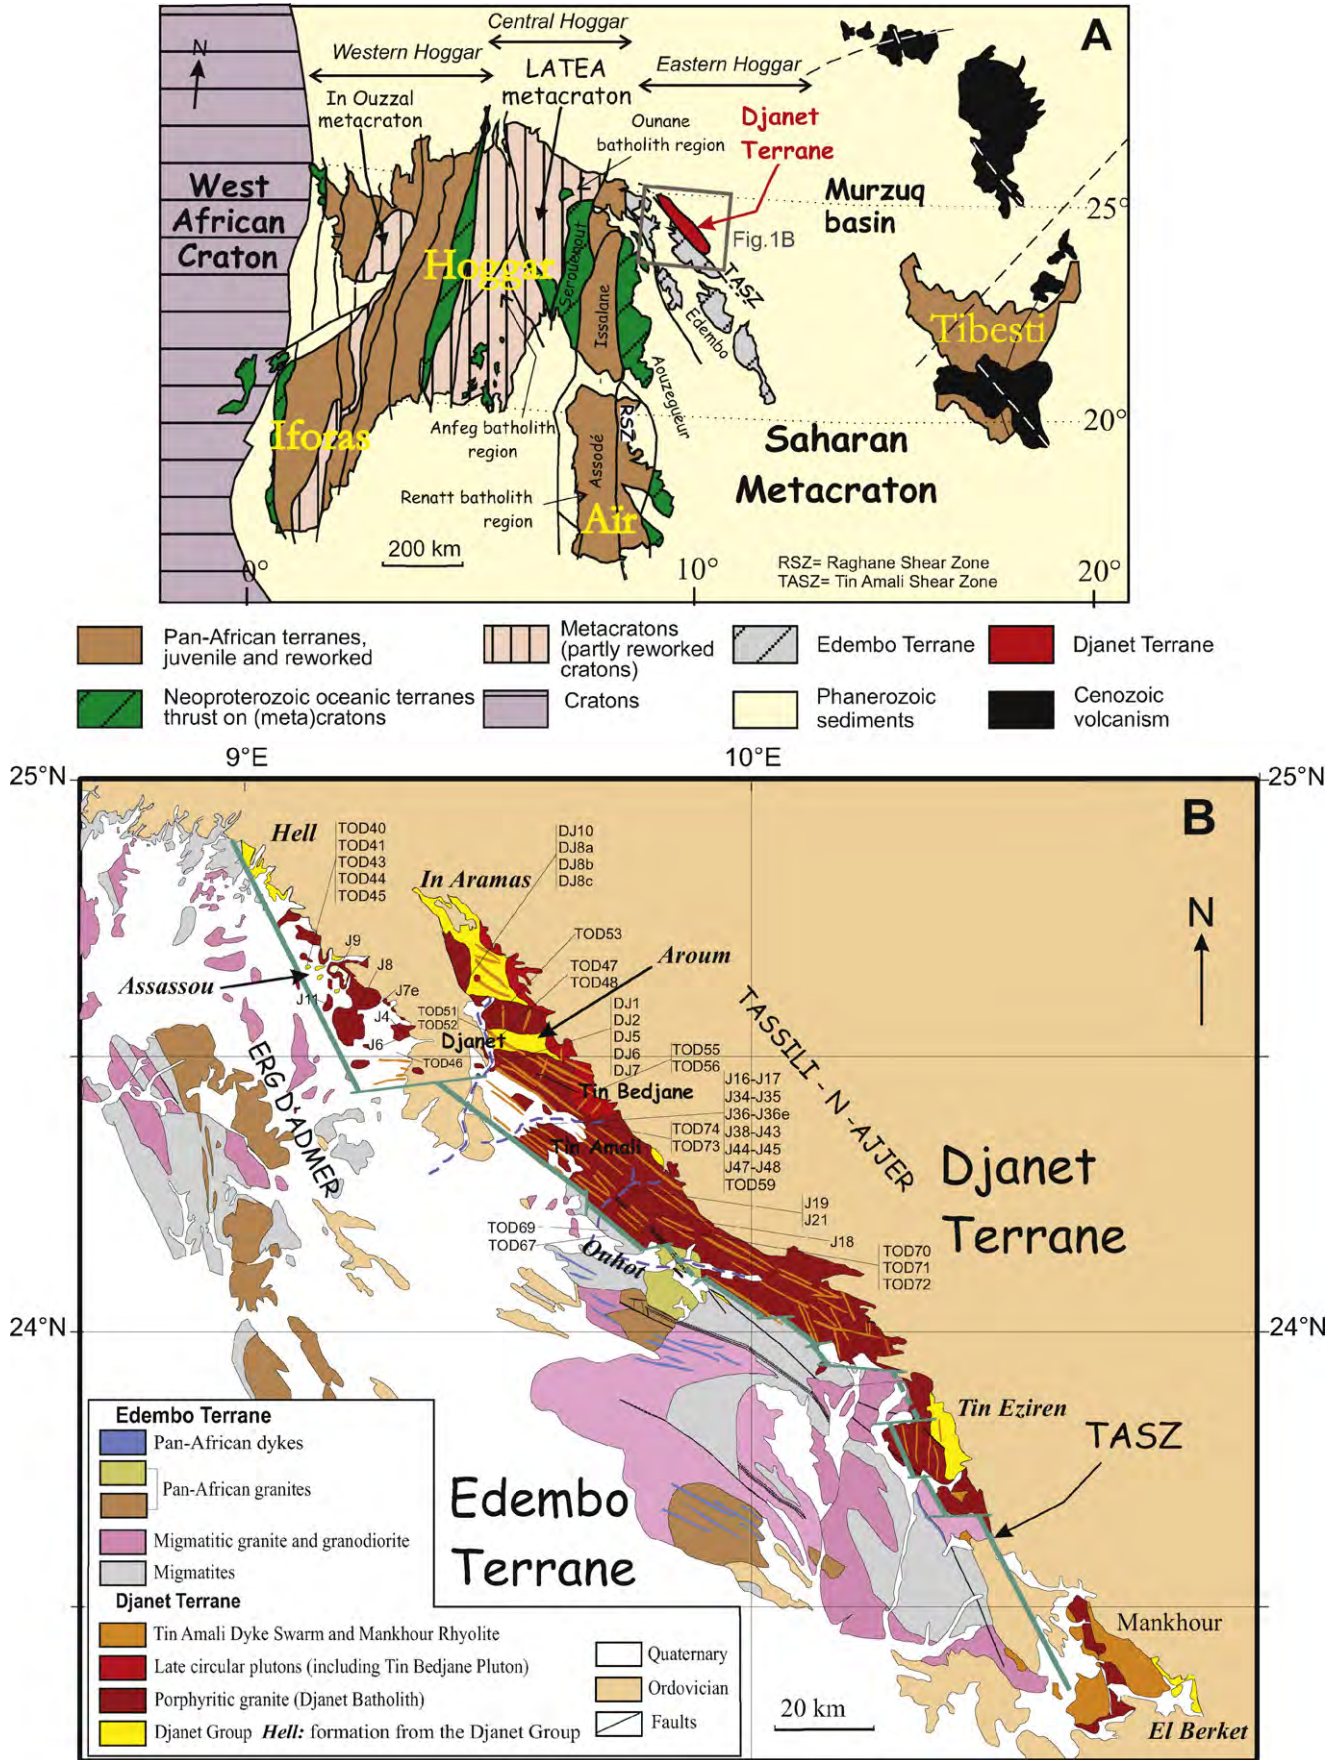 A
N
Central Hoggar
Western Hoggar
LATEA
metacraton
Eastern Hoggar
In Ouzzal
metacraton
Ounane
batholith region
Djanet
Terrane
West
African
Craton
Murzuq
basin
25°
Fig.1B
Hoggar
Serouenout
Issalane
TASZ
Edembo
Aouzegueur
Tibesti
20°
Iforas
Anfeg batholith
region
RSZ
Assodé
Saharan
Metacraton
Renatt batholith
region
Air
200 km
0°
10°
20°
RSZ= Raghane Shear Zone
TASZ= Tin Amali Shear Zone
Pan-African terranes,
juvenile and reworked
Metacratons
(partly reworked
cratons)
Edembo Terrane
Djanet Terrane
Neoproterozoic oceanic terranes
thrust on (meta)cratons
Cratons
Phanerozoic
sediments
Cenozoic
volcanism
9°E
10°E
25°N
25°N
B
Hell
TOD40
TOD41
TOD43
TOD44
TOD45
DJ10
DJ8a
DJ8b
DJ8c
In Aramas
N
TOD53
J9
J8
Aroum
TOD47
TOD48
Assassou
J11
J7e
J4
TOD51
TOD52
DJ1
DJ2
DJ5
DJ6
DJ7
Djanet
J6
TOD46
TOD55
TOD56
ERG D'ADMER
TASSILI - N -AJJER
Tin Bedjane
J16-J17
J34-J35
J36-J36e
J38-J43
J44-J45
J47-J48
TOD59
TOD74
TOD73
Tin Amali
Djanet
Terrane
J19
J21
J18
TOD69
TOD67
Ouhot
TOD70
TOD71
TOD72
24°N
24°N
Tin Eziren
TASZ
Edembo
Terrane
Mankhour
El Berket
Edembo Terrane
Pan-African dykes
Pan-African granites
Migmatitic granite and granodiorite
Migmatites
Djanet Terrane
Tin Amali Dyke Swarm and Mankhour Rhyolite
Late circular plutons (including Tin Bedjane Pluton)
Porphyritic granite (Djanet Batholith)
Djanet Group Hell: formation from the Djanet Group
Quaternary
Ordovician
Faults
20 km